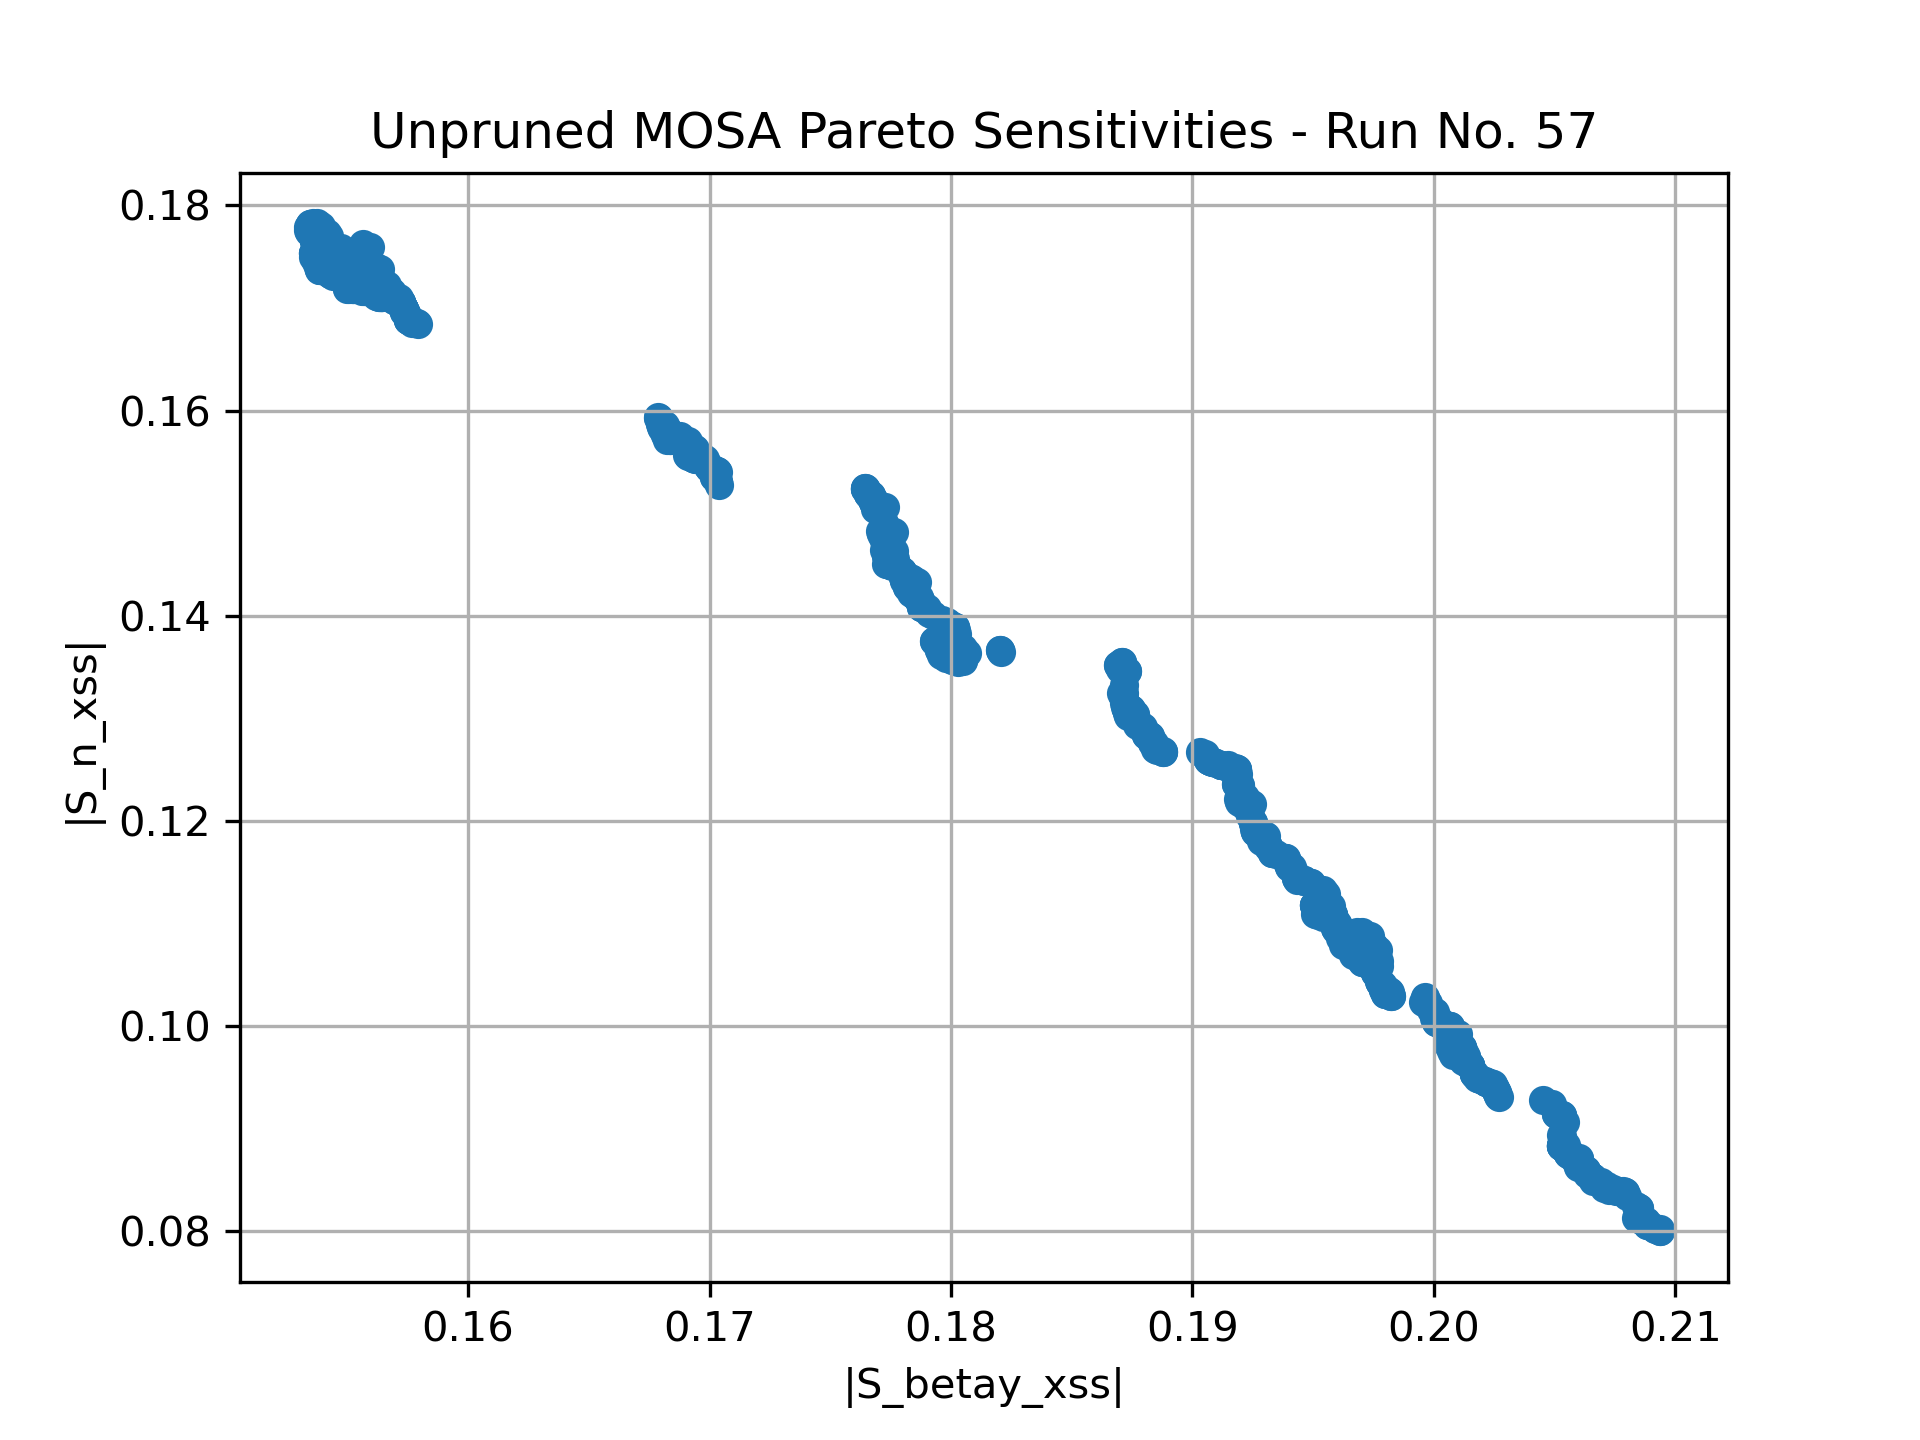 Unpruned MOSA Pareto Sensitivities - Run No. 57
0.18
0.16
0.14
0.12
0.10
0.08
|S_n_xss|
0.16 0.17 0.18 0.19 0.20 0.21
|S_betay_xss|